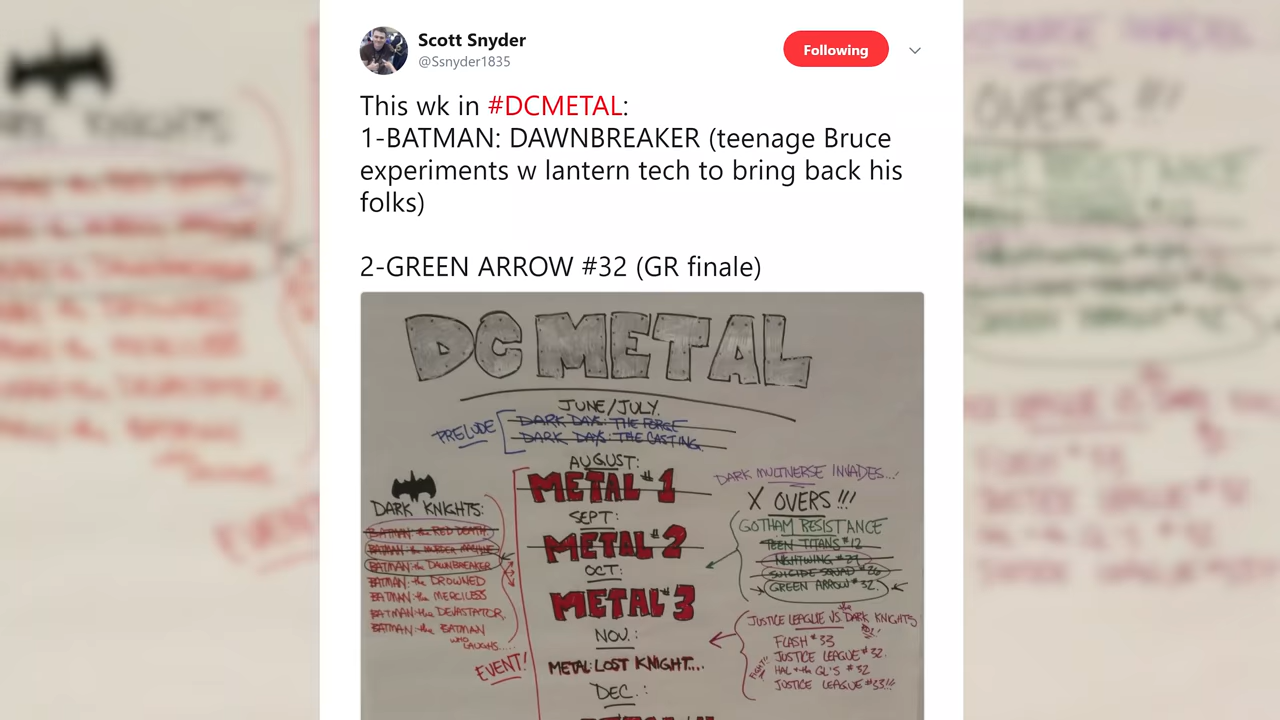 Scott Snyder
@Ssnyder1835
Following
This wk in #DCMETAL:
1-BATMAN: DAWNBREAKER (teenage Bruce
experiments w lantern tech to bring back his
folks)
2-GREEN ARROW #32 (GR finale)
DC METAL
JUNE/JULY.
PRELUDE
DARK DAYS: THE FORGE
DARK DAYS: THE CASTING
AUGUST:
METAL #1
SEPT:
METAL #2
OCT:
METAL #3
NOV.:
METAL: LOST KNIGHT...
DEC.:
DARK KNIGHTS:
BATMAN: the RED DEATH
BATMAN: the MURDER MACHINE
BATMAN: the DAWNBREAKER
BATMAN: the DROWNED
BATMAN: the MERCILESS
BATMAN: the DEVASTATOR
BATMAN: the BATMAN
WHO
LAUGHS....
EVENT!
DARK MULTIVERSE INVADES...
X OVERS !!!
GOTHAM RESISTANCE
TEEN TITANS #12
NIGHTWING #29
SUICIDE SQUAD #26
GREEN ARROW #32.
JUSTICE LEAGUE VS. the DARK KNIGHTS
FLASH #33
JUSTICE LEAGUE #32.
HAL + the GL'S #32
JUSTICE LEAGUE #33!!